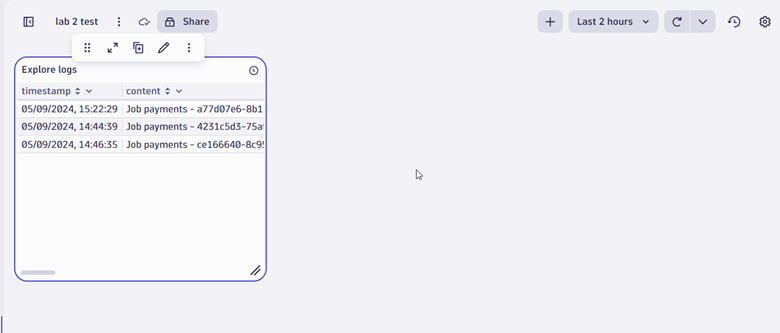 lab 2 test
Share
Last 2 hours
Explore logs
timestamp content
05/09/2024, 15:22:29 Job payments - a77d07e6-8b1
05/09/2024, 14:44:39 Job payments - 4231c5d3-75a
05/09/2024, 14:46:35 Job payments - ce166640-8c9